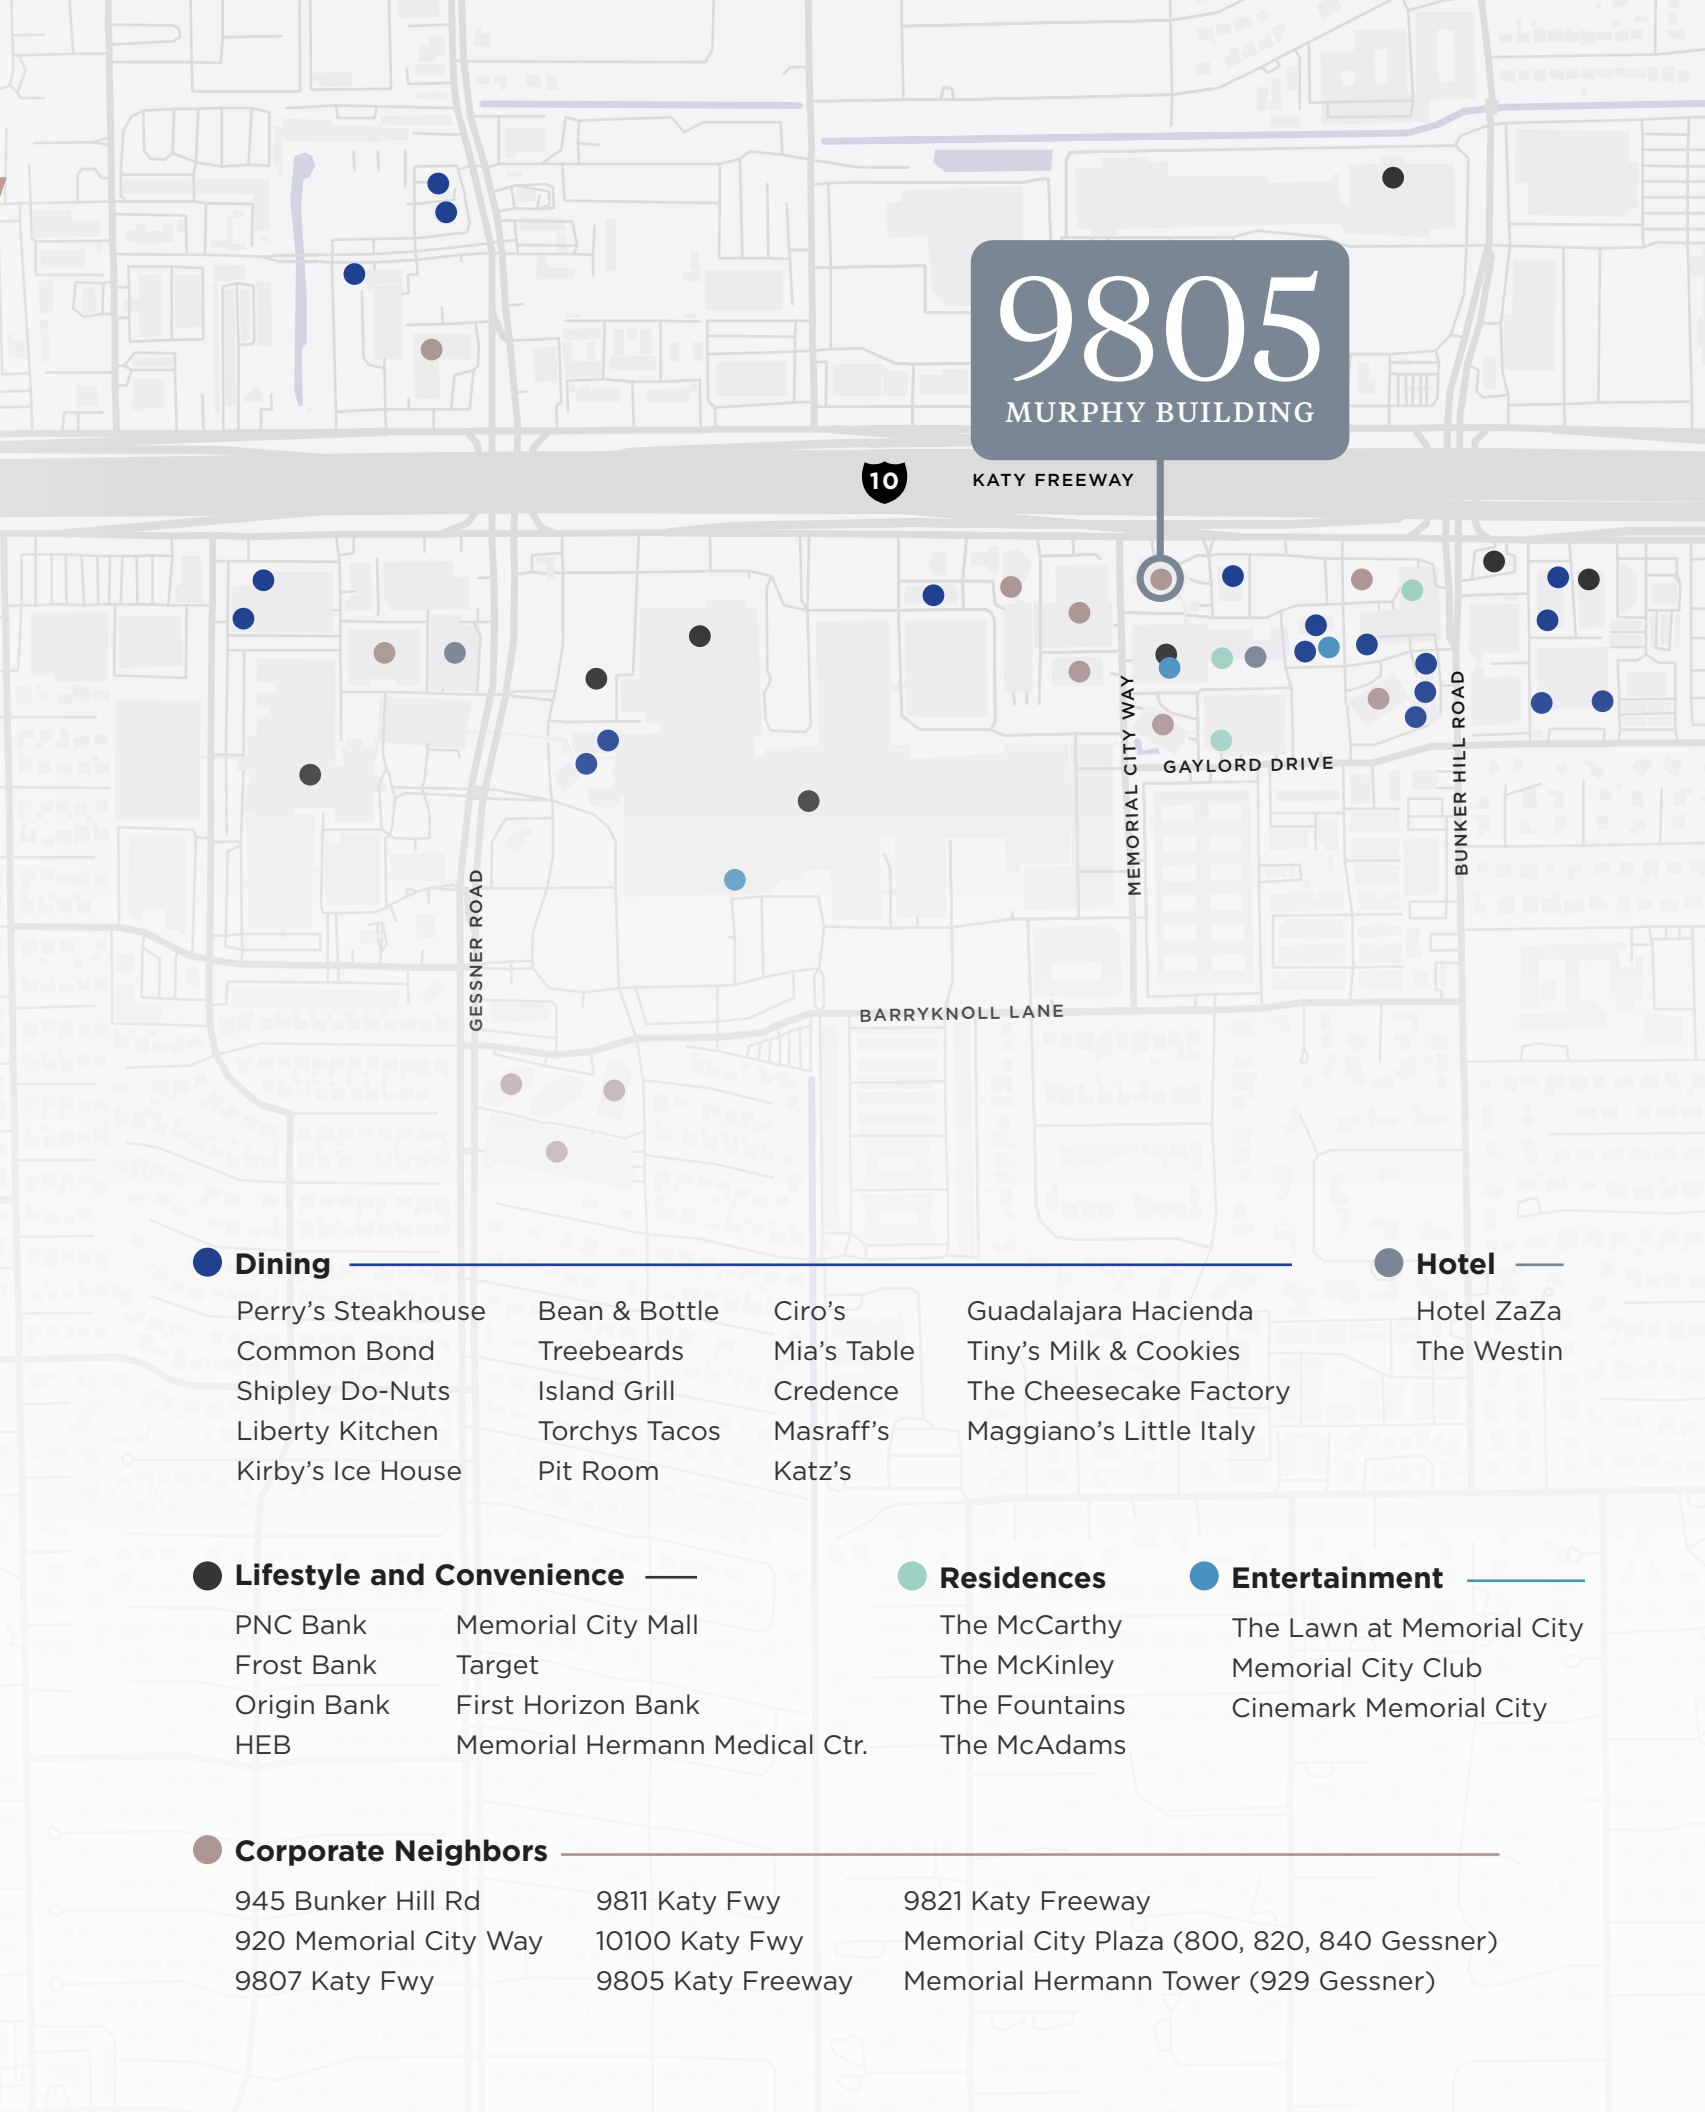 9805
MURPHY BUILDING
10
KATY FREEWAY
MEMORIAL CITY WAY
GAYLORD DRIVE
BUNKER HILL ROAD
GESSNER ROAD
BARRYKNOLL LANE
Dining
Perry’s Steakhouse
Common Bond
Shipley Do-Nuts
Liberty Kitchen
Kirby’s Ice House
Bean & Bottle
Treebeards
Island Grill
Torchys Tacos
Pit Room
Ciro’s
Mia’s Table
Credence
Masraff’s
Katz’s
Guadalajara Hacienda
Tiny’s Milk & Cookies
The Cheesecake Factory
Maggiano’s Little Italy
Hotel
Hotel ZaZa
The Westin
Lifestyle and Convenience
PNC Bank
Frost Bank
Origin Bank
HEB
Memorial City Mall
Target
First Horizon Bank
Memorial Hermann Medical Ctr.
Residences
The McCarthy
The McKinley
The Fountains
The McAdams
Entertainment
The Lawn at Memorial City
Memorial City Club
Cinemark Memorial City
Corporate Neighbors
945 Bunker Hill Rd
920 Memorial City Way
9807 Katy Fwy
9811 Katy Fwy
10100 Katy Fwy
9805 Katy Freeway
9821 Katy Freeway
Memorial City Plaza (800, 820, 840 Gessner)
Memorial Hermann Tower (929 Gessner)